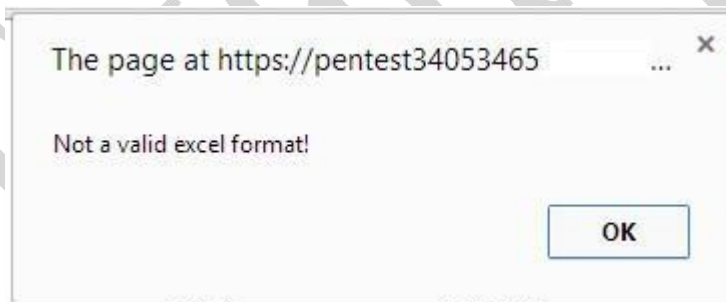 The page at https://pentest34053465 ... ×
Not a valid excel format!
OK